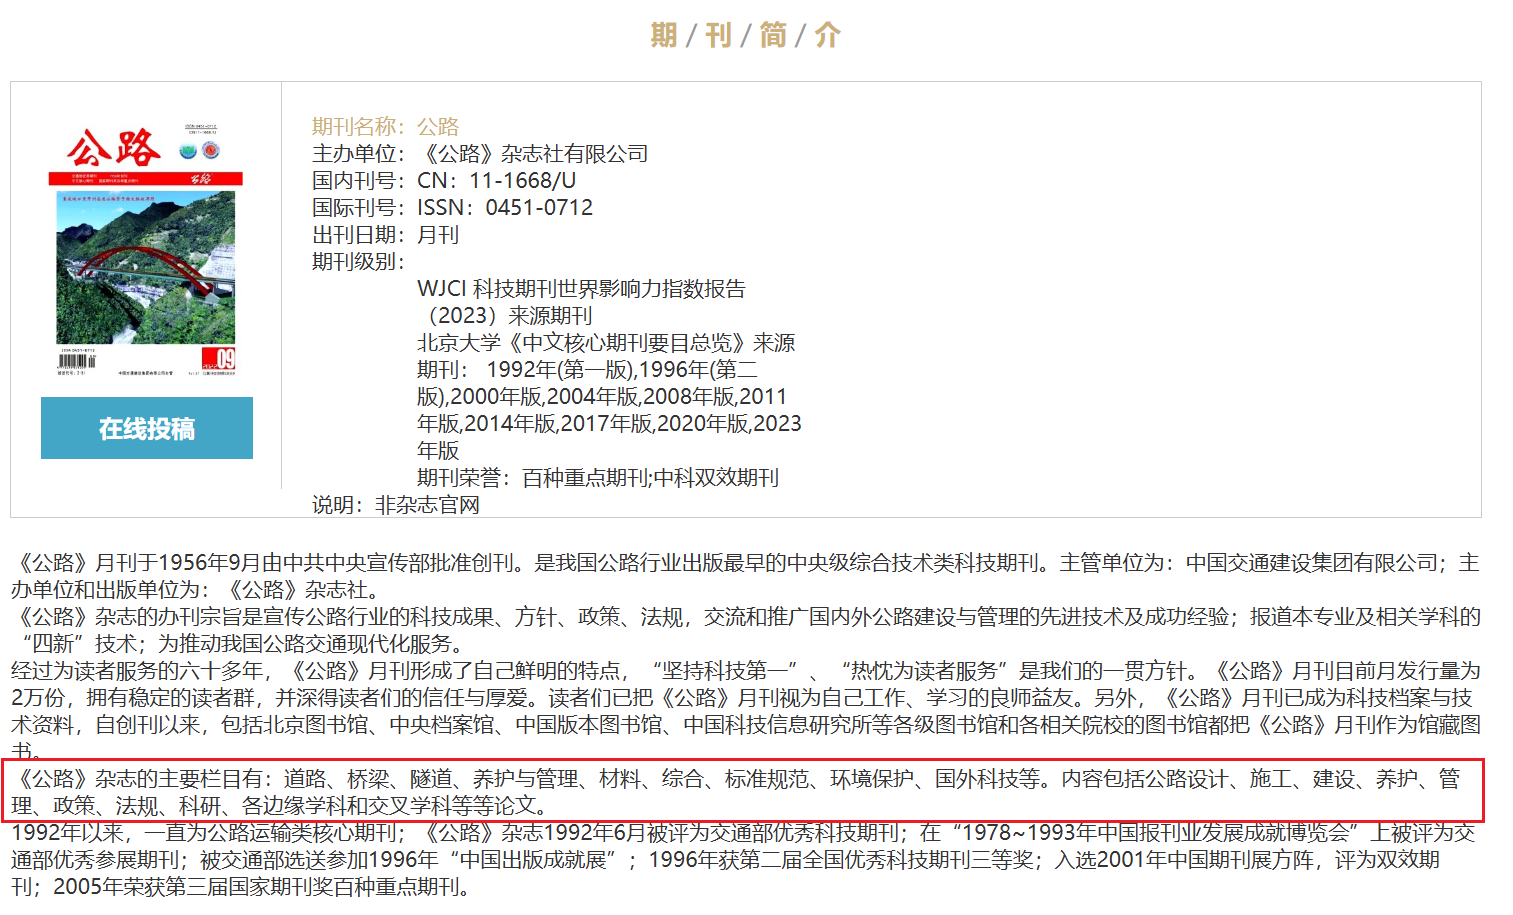 期/刊/简/介
公路
公路
09
在线投稿
期刊名称：公路
主办单位：《公路》杂志社有限公司
国内刊号：CN：11-1668/U
国际刊号：ISSN：0451-0712
出刊日期：月刊
期刊级别：
WJCI 科技期刊世界影响力指数报告
（2023）来源期刊
北京大学《中文核心期刊要目总览》来源
期刊： 1992年(第一版),1996年(第二
版),2000年版,2004年版,2008年版,2011
年版,2014年版,2017年版,2020年版,2023
年版
期刊荣誉：百种重点期刊;中科双效期刊
说明：非杂志官网
《公路》月刊于1956年9月由中共中央宣传部批准创刊。是我国公路行业出版最早的中央级综合技术类科技期刊。主管单位为：中国交通建设集团有限公司；主
办单位和出版单位为：《公路》杂志社。
《公路》杂志的办刊宗旨是宣传公路行业的科技成果、方针、政策、法规，交流和推广国内外公路建设与管理的先进技术及成功经验；报道本专业及相关学科的
“四新”技术；为推动我国公路交通现代化服务。
经过为读者服务的六十多年，《公路》月刊形成了自己鲜明的特点，“坚持科技第一”、“热忱为读者服务”是我们的一贯方针。《公路》月刊目前月发行量为
2万份，拥有稳定的读者群，并深得读者们的信任与厚爱。读者们已把《公路》月刊视为自己工作、学习的良师益友。另外，《公路》月刊已成为科技档案与技
术资料，自创刊以来，包括北京图书馆、中央档案馆、中国版本图书馆、中国科技信息研究所等各级图书馆和各相关院校的图书馆都把《公路》月刊作为馆藏图
书。
《公路》杂志的主要栏目有：道路、桥梁、隧道、养护与管理、材料、综合、标准规范、环境保护、国外科技等。内容包括公路设计、施工、建设、养护、管
理、政策、法规、科研、各边缘学科和交叉学科等等论文。
1992年以来，一直为公路运输类核心期刊；《公路》杂志1992年6月被评为交通部优秀科技期刊；在“1978~1993年中国报刊业发展成就博览会”上被评为交
通部优秀参展期刊；被交通部选送参加1996年“中国出版成就展”；1996年获第二届全国优秀科技期刊三等奖；入选2001年中国期刊展方阵，评为双效期
刊；2005年荣获第三届国家期刊奖百种重点期刊。